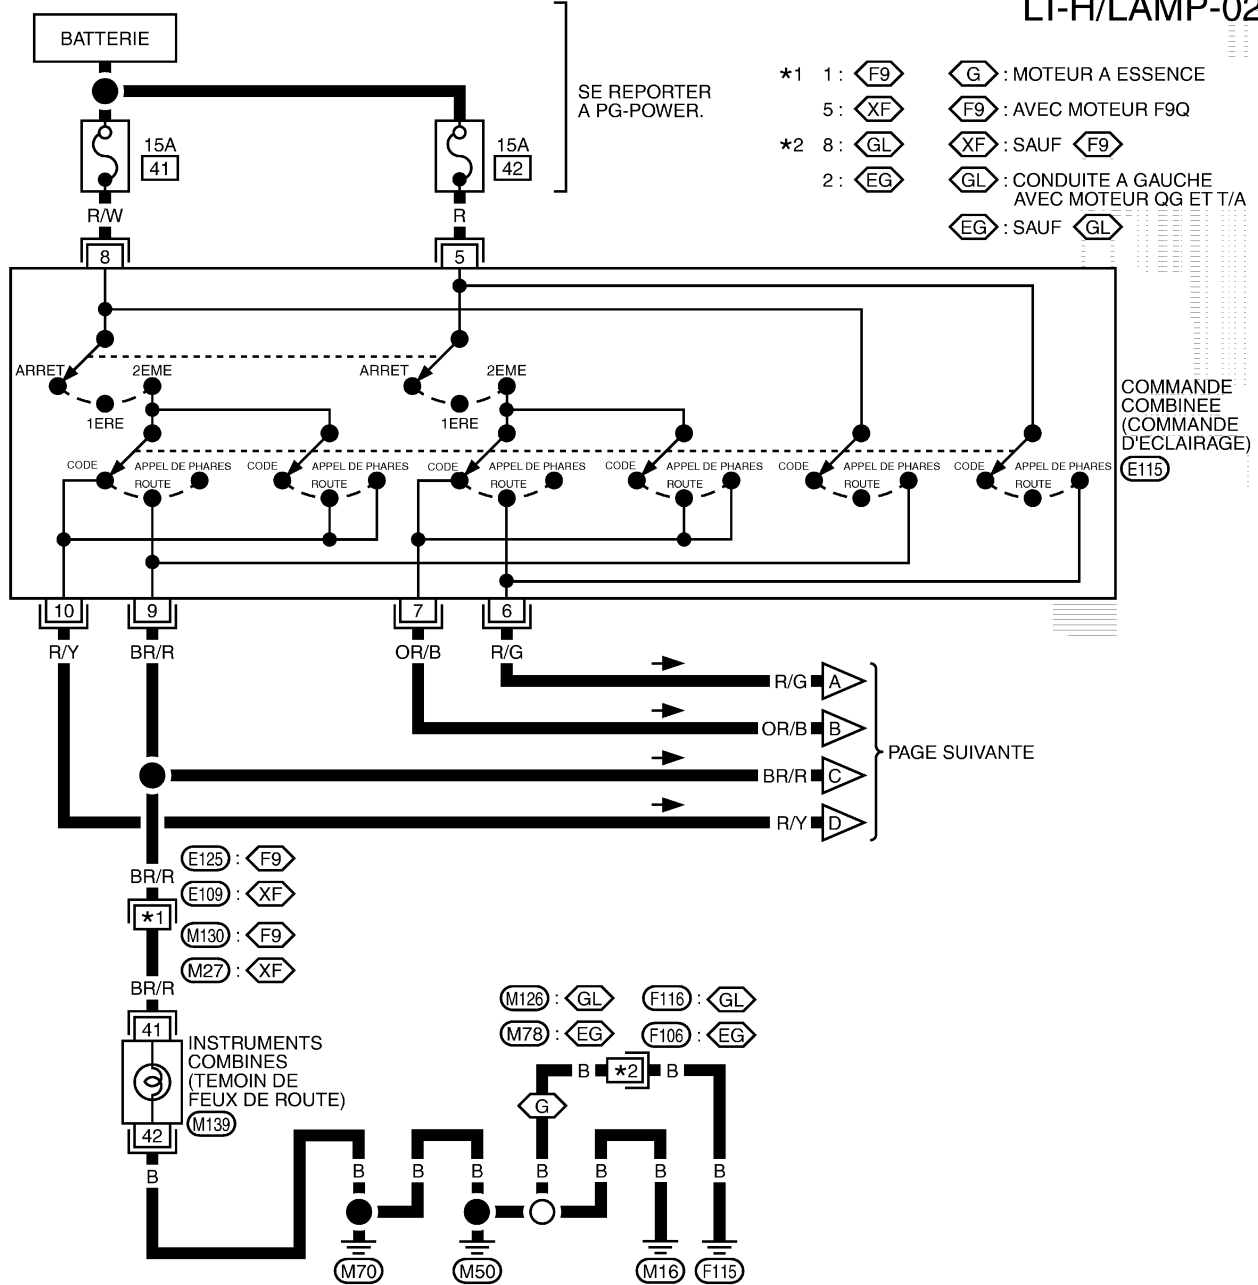 LT-H/LAMP-02
BATTERIE
SE REPORTER
A PG-POWER.
*1 1 : F9
5 : XF
*2 8 : GL
2 : EG
G : MOTEUR A ESSENCE
F9 : AVEC MOTEUR F9Q
XF : SAUF F9
GL : CONDUITE A GAUCHE
AVEC MOTEUR QG ET T/A
EG : SAUF GL
15A
41
15A
42
R/W
R
8
5
ARRET
2EME
1ERE
ARRET
2EME
1ERE
CODE
APPEL DE PHARES
ROUTE
CODE
APPEL DE PHARES
ROUTE
CODE
APPEL DE PHARES
ROUTE
CODE
APPEL DE PHARES
ROUTE
CODE
APPEL DE PHARES
ROUTE
CODE
APPEL DE PHARES
ROUTE
COMMANDE
COMBINEE
(COMMANDE
D'ECLAIRAGE)
E115
10
9
7
6
R/Y
BR/R
OR/B
R/G
R/G A
OR/B B
BR/R C
R/Y D
PAGE SUIVANTE
BR/R
E125 : F9
E109 : XF
*1
M130 : F9
M27 : XF
BR/R
41
INSTRUMENTS
COMBINES
(TEMOIN DE
FEUX DE ROUTE)
M139
42
B
M126 : GL
F116 : GL
M78 : EG
F106 : EG
B *2 B
G
B B B B B B
M70
M50
M16
F115